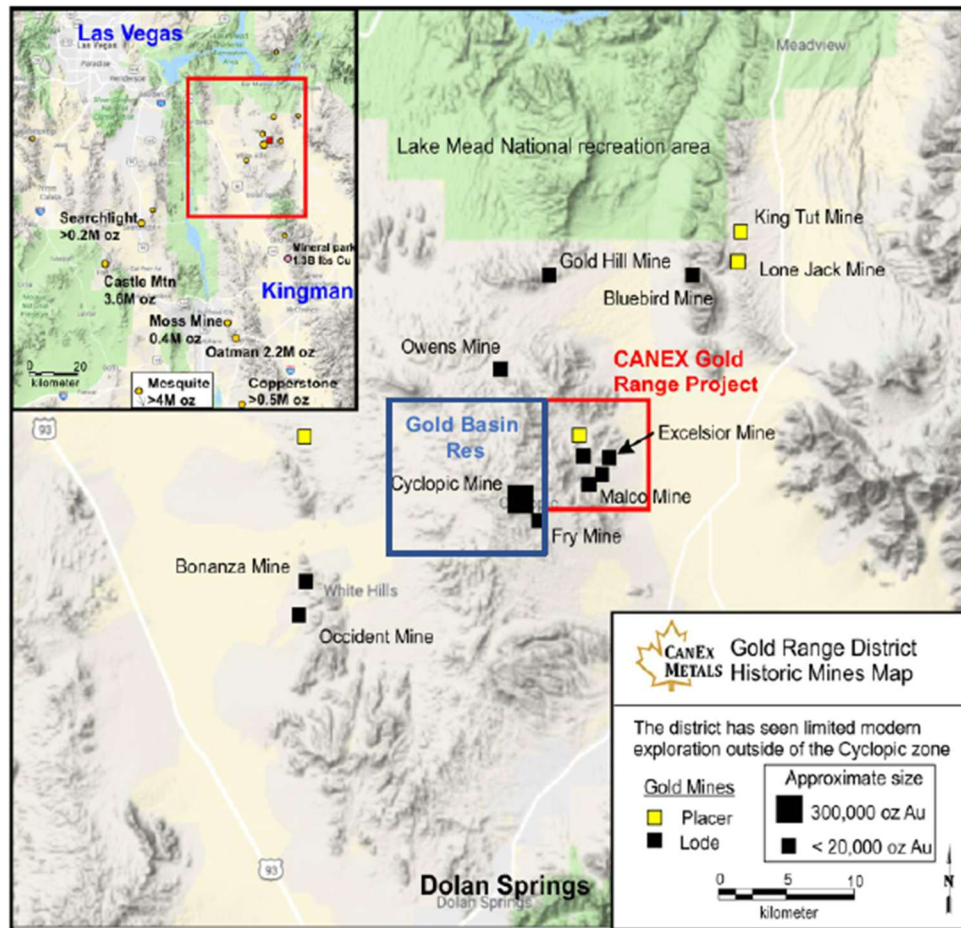 Las Vegas
Las Vegas
Paradise
Henderson
Searchlight
>0.2M oz
Castle Mtn
3.6M oz
Moss Mine
0.4M oz
Oatman 2.2M oz
Mineral park
1.3B lbs Cu
Kingman
Mesquite
>4M oz
Copperstone
>0.5M oz
0 20
kilometer
Meadview
Lake Mead National recreation area
King Tut Mine
Lone Jack Mine
Gold Hill Mine
Bluebird Mine
Owens Mine
CANEX Gold
Range Project
93
Gold Basin
Res
Excelsior Mine
Cyclopic Mine
Malco Mine
Fry Mine
Bonanza Mine
White Hills
Occident Mine
93
Dolan Springs
Dolan Springs
CANEX
METALS
Gold Range District
Historic Mines Map
The district has seen limited modern
exploration outside of the Cyclopic zone
Gold Mines
Placer
Lode
Approximate size
300,000 oz Au
< 20,000 oz Au
0 5 10
kilometer
N